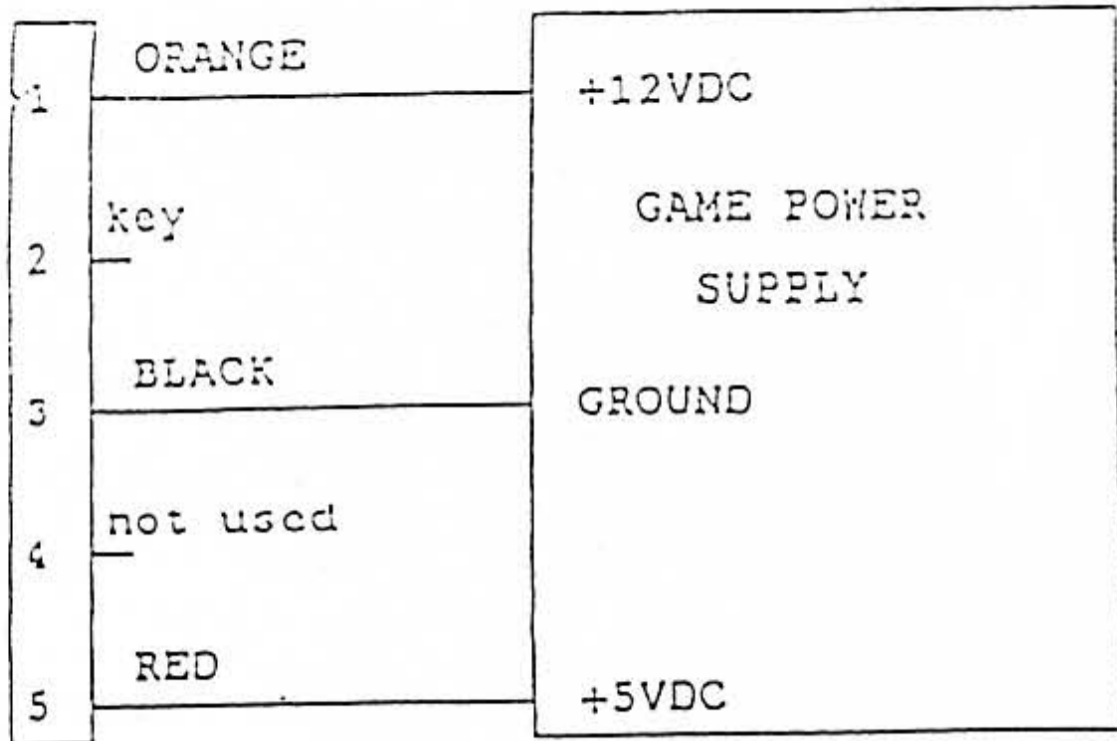 ORANGE
1
+12VDC
key
2
GAME POWER
SUPPLY
BLACK
3
GROUND
not used
4
RED
5
+5VDC